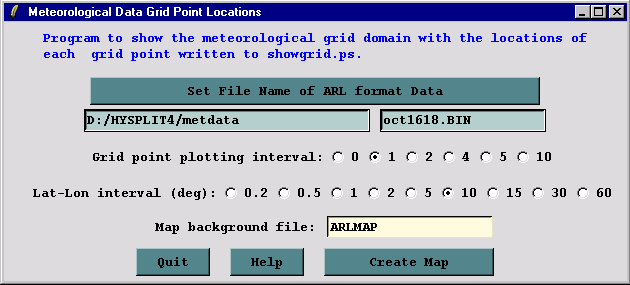 Meteorological Data Grid Point Locations
Program to show the meteorological grid domain with the locations of
each grid point written to showgrid.ps.
Set File Name of ARL format Data
D:/HYSPLIT4/metdata oct1618.BIN
Grid point plotting interval: 0 1 2 4 5 10
Lat-Lon interval (deg): 0.2 0.5 1 2 5 10 15 30 60
Map background file: ARLMAP
Quit Help Create Map